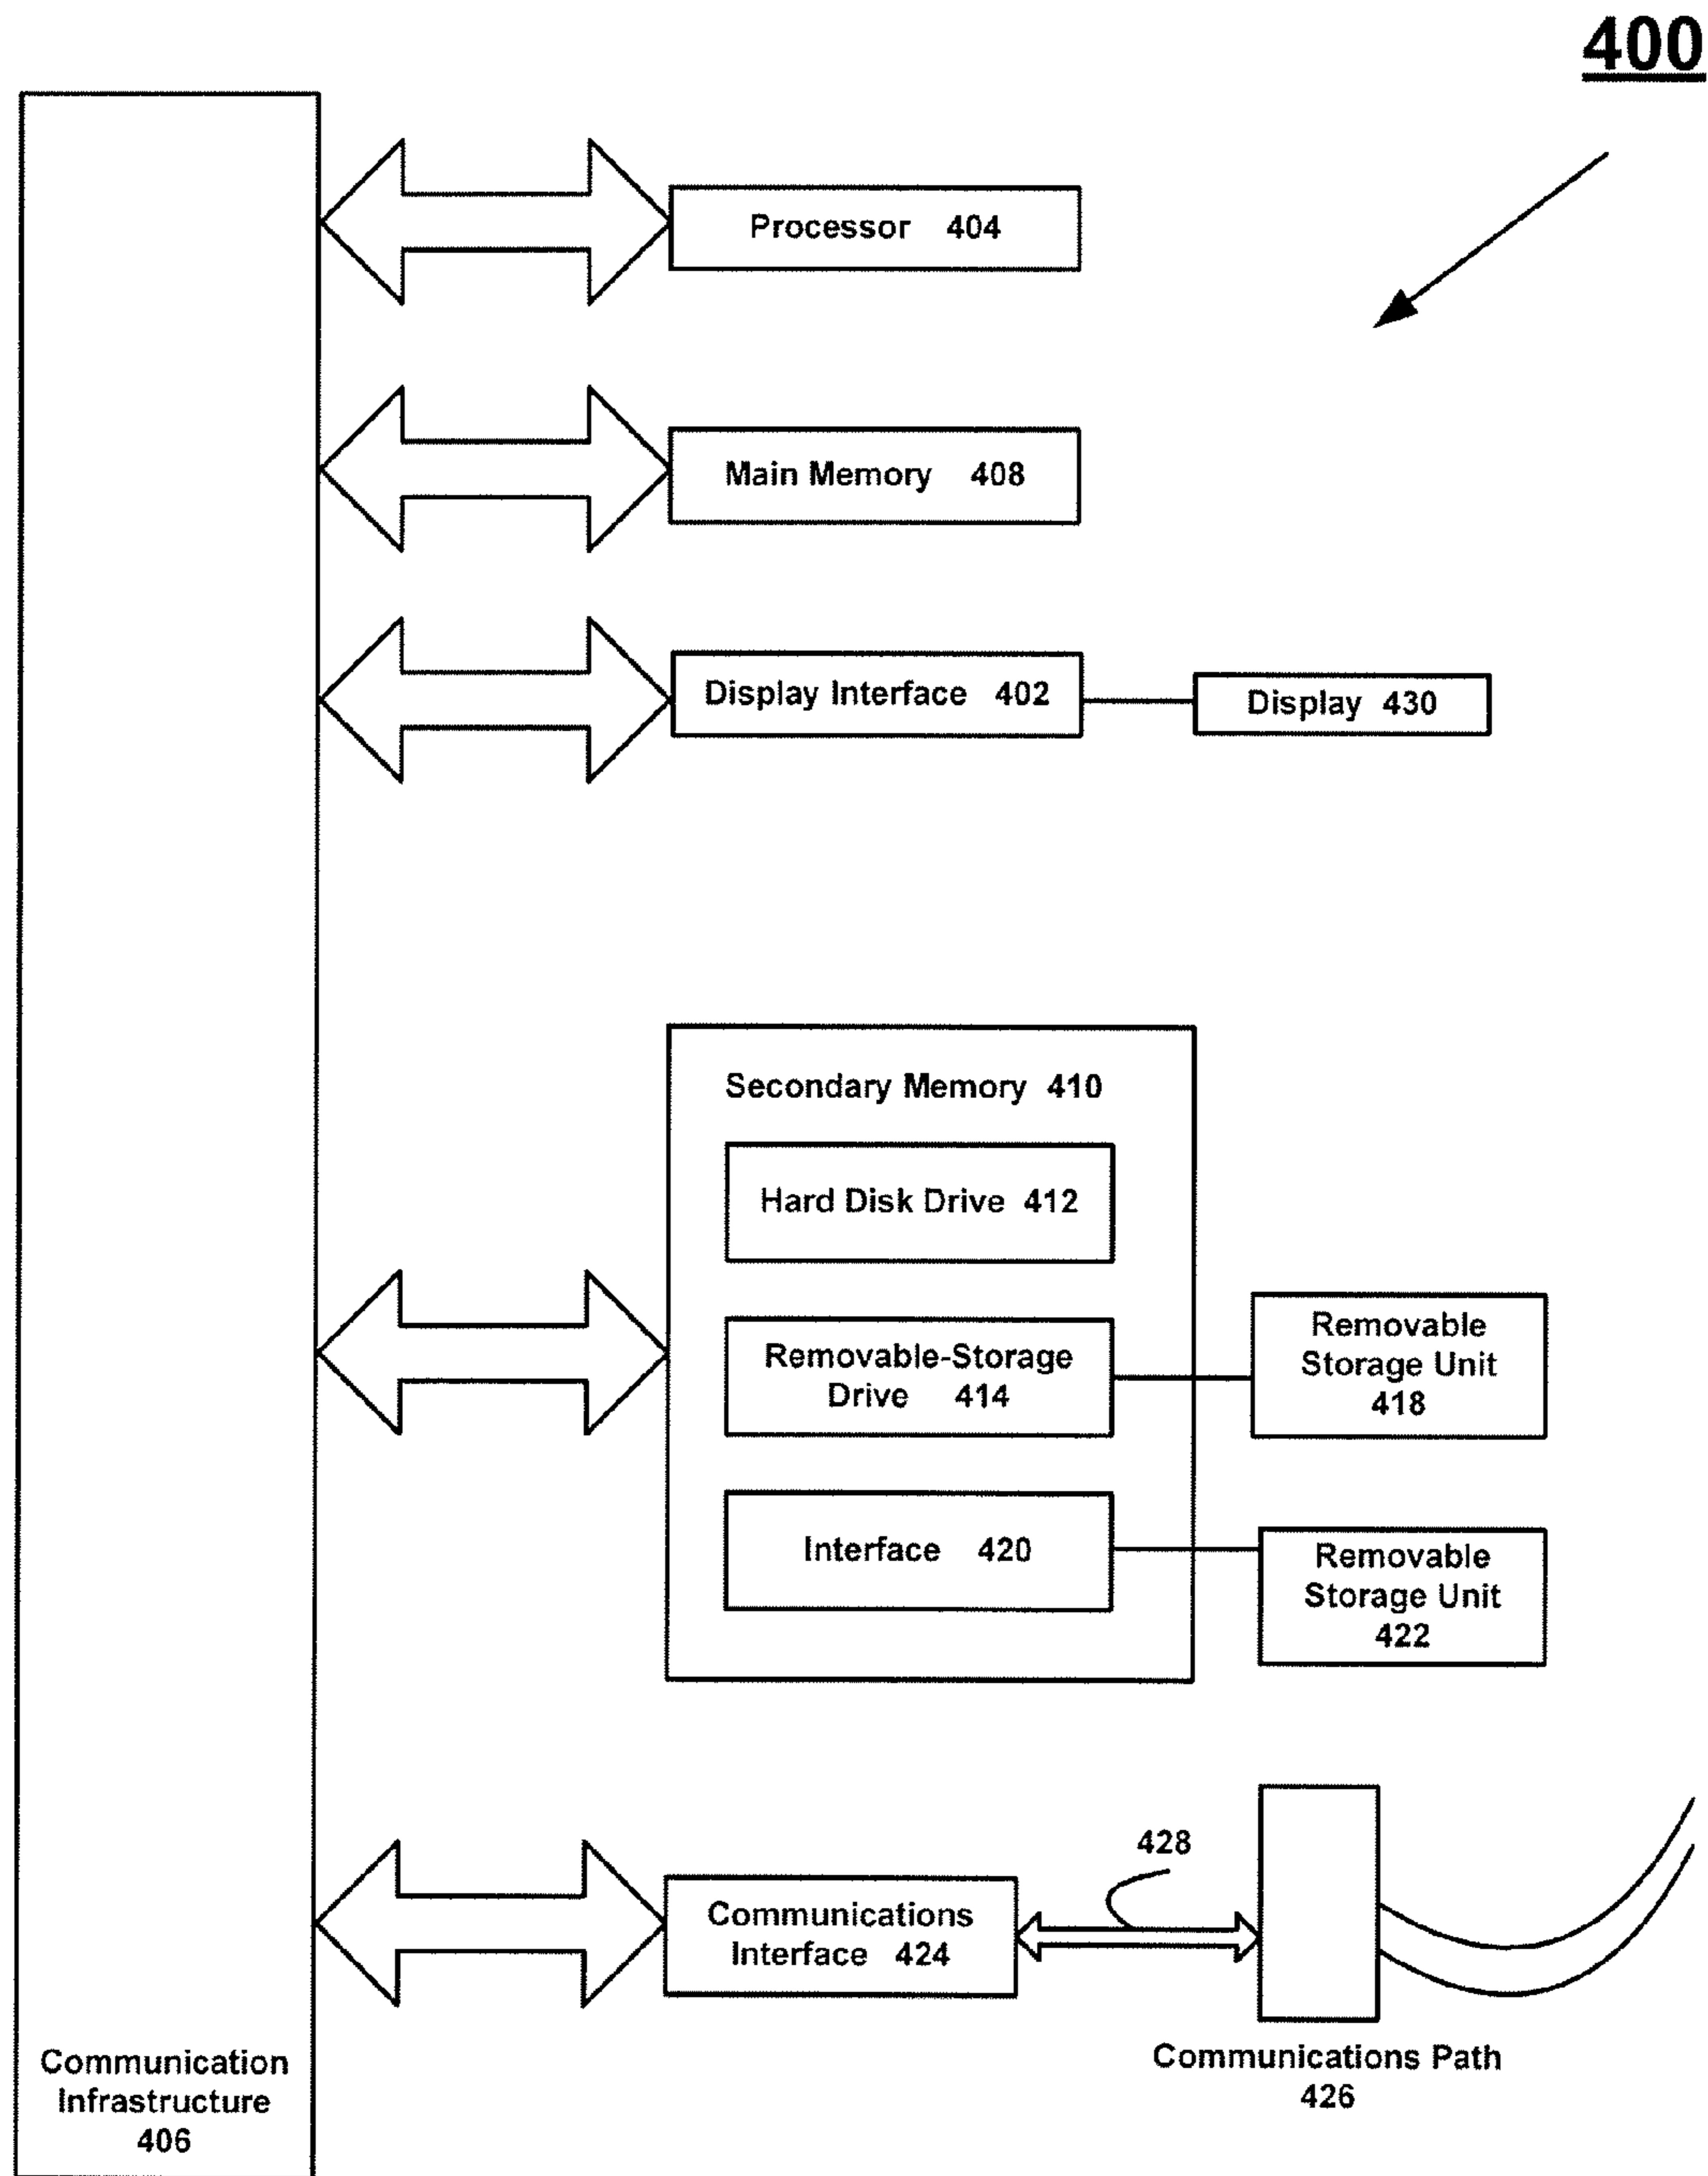 400
Processor 404
Main Memory 408
Display Interface 402
Display 430
Secondary Memory 410
Hard Disk Drive 412
Removable-Storage
Drive 414
Removable
Storage Unit
418
Interface 420
Removable
Storage Unit
422
428
Communications
Interface 424
Communications Path
426
Communication
Infrastructure
406